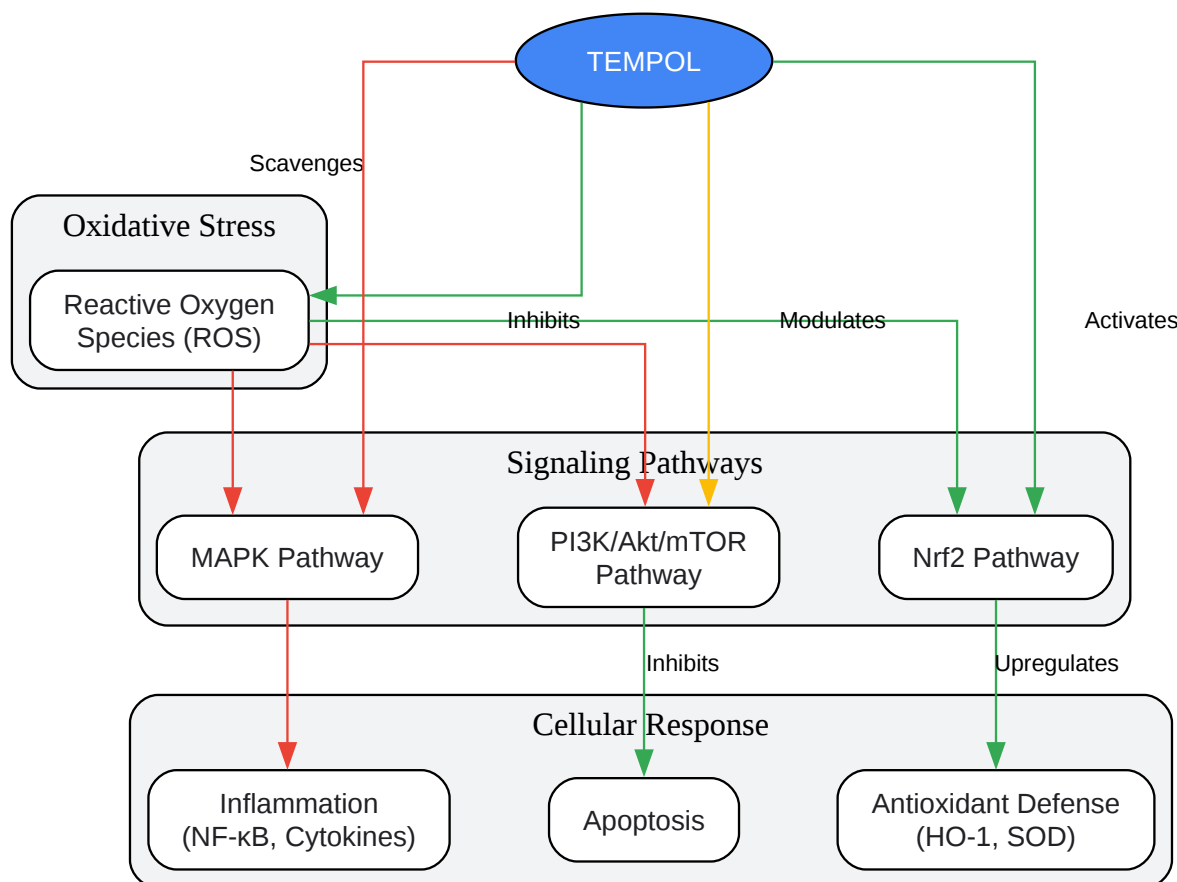 TEMPOL
Scavenges
Oxidative Stress
Reactive Oxygen
Species (ROS)
Inhibits
Modulates
Activates
Signaling Pathways
MAPK Pathway
PI3K/Akt/mTOR
Pathway
Nrf2 Pathway
Inhibits
Upregulates
Cellular Response
Inflammation
(NF-κB, Cytokines)
Apoptosis
Antioxidant Defense
(HO-1, SOD)